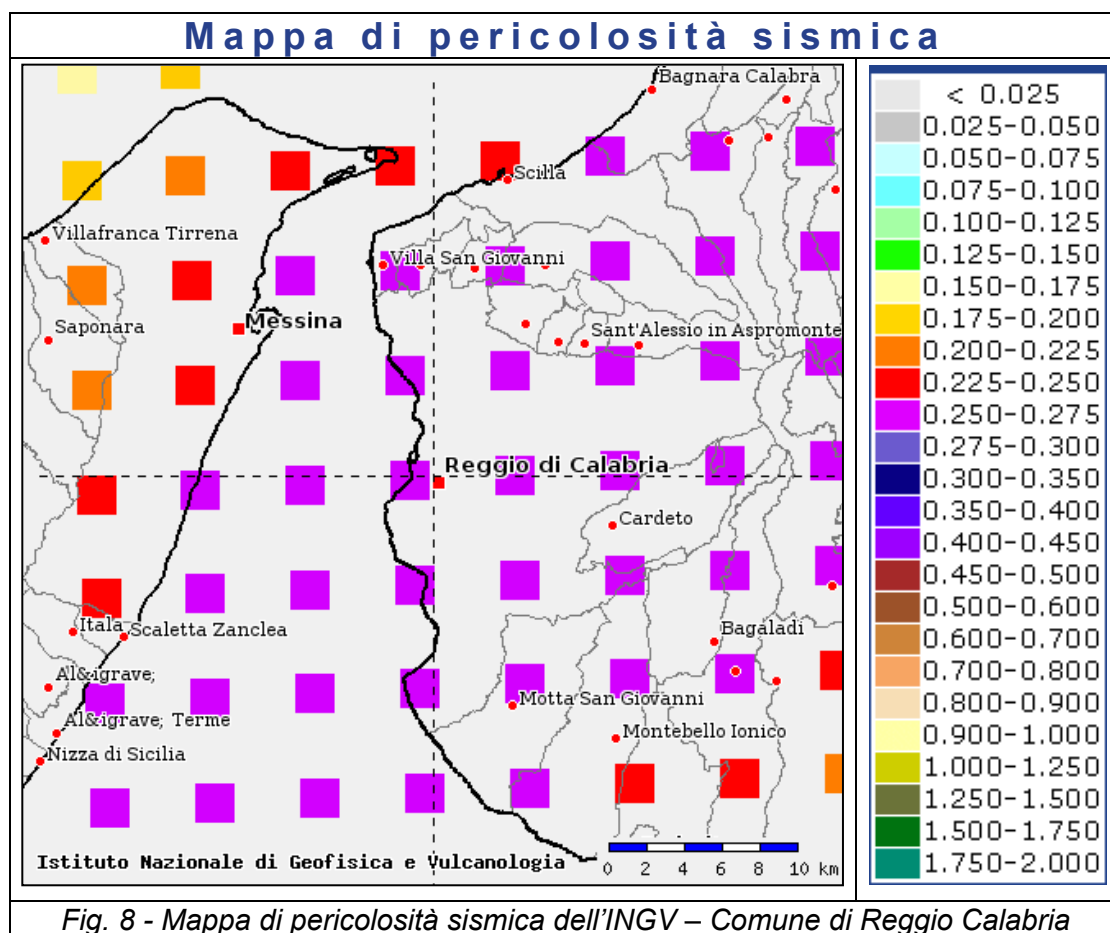 Mappa di pericolosità sismica
Bagnara Calabra
Scilla
Villafranca Tirrena
Villa San Giovanni
Messina
Saponara
Sant'Alessio in Aspromonte
Reggio di Calabria
Cardeto
Itala
Scaletta Zanclea
Bagaladi
Al&igrave;
Motta San Giovanni
Al&igrave; Terme
Montebello Ionico
Nizza di Sicilia
Istituto Nazionale di Geofisica e Vulcanologia
0 2 4 6 8 10 km
< 0.025
0.025-0.050
0.050-0.075
0.075-0.100
0.100-0.125
0.125-0.150
0.150-0.175
0.175-0.200
0.200-0.225
0.225-0.250
0.250-0.275
0.275-0.300
0.300-0.350
0.350-0.400
0.400-0.450
0.450-0.500
0.500-0.600
0.600-0.700
0.700-0.800
0.800-0.900
0.900-1.000
1.000-1.250
1.250-1.500
1.500-1.750
1.750-2.000
Fig. 8 - Mappa di pericolosità sismica dell'INGV – Comune di Reggio Calabria